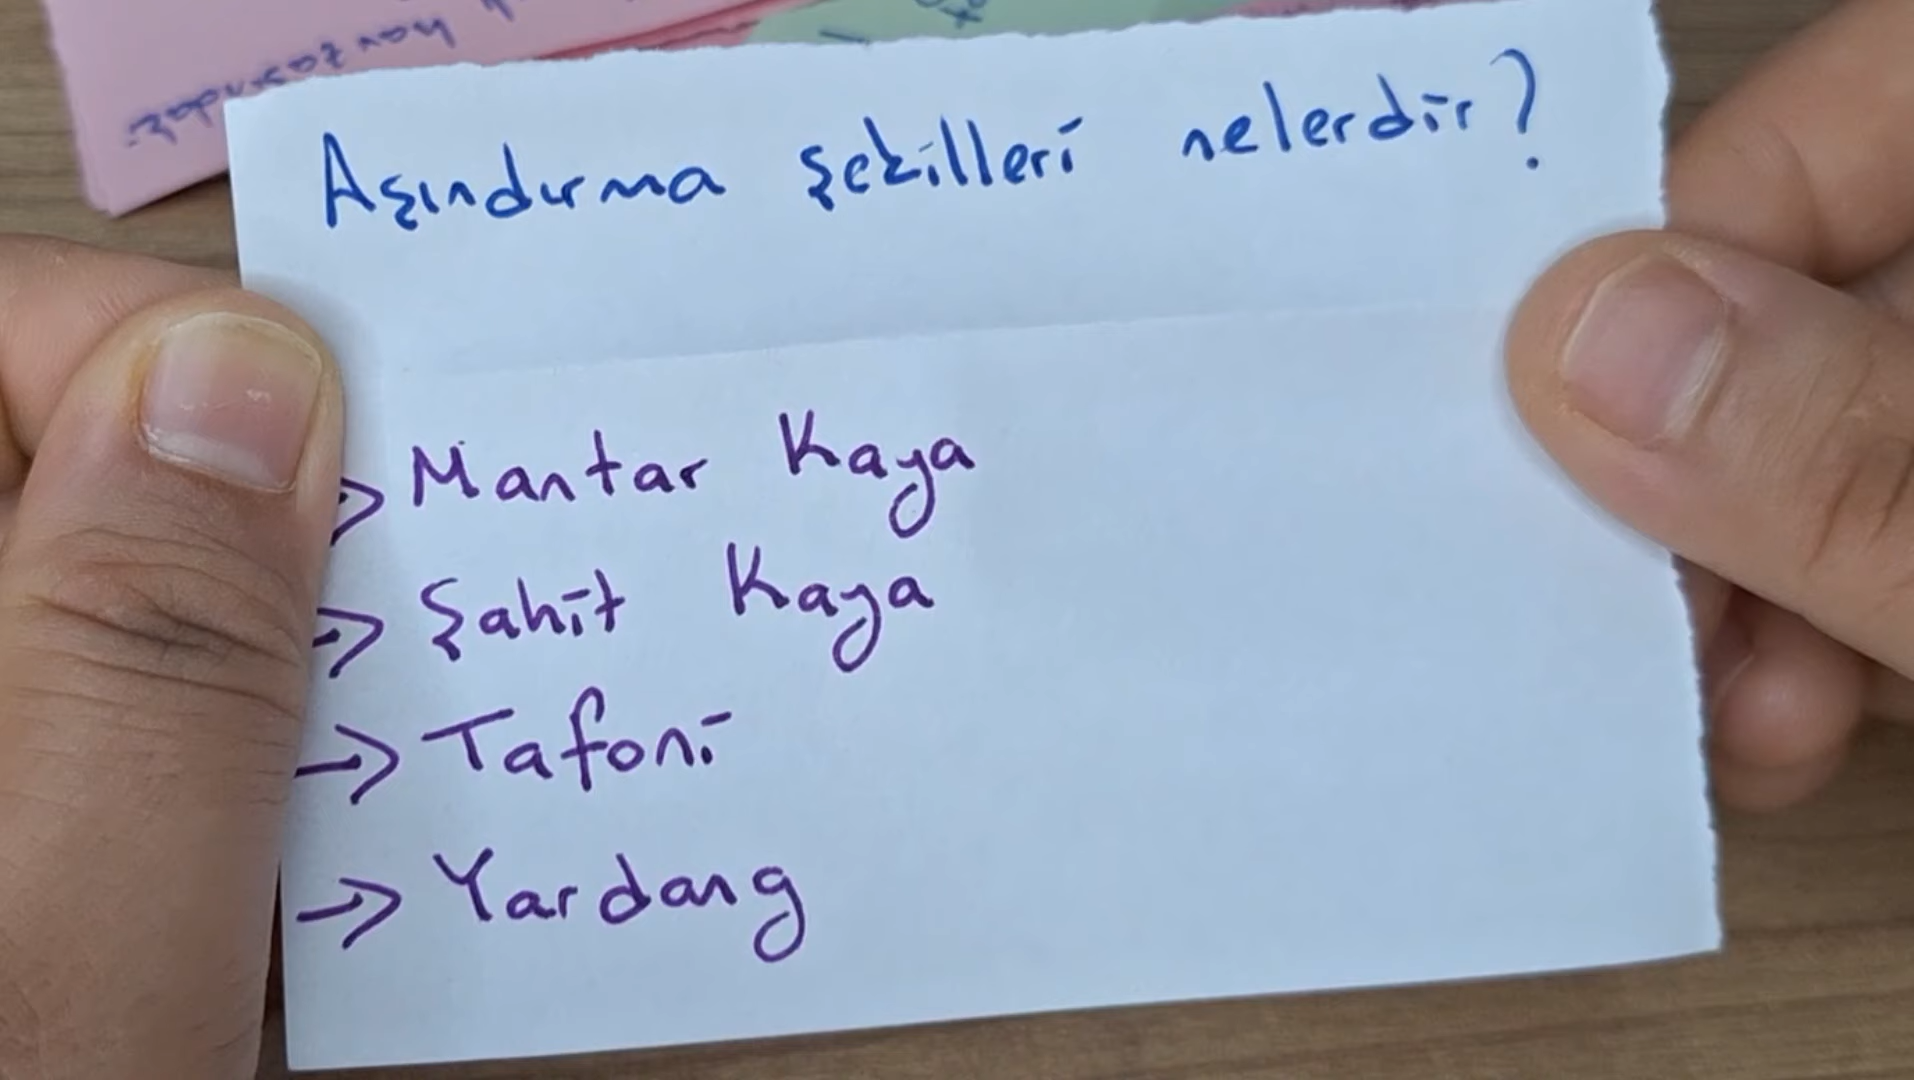 Aşındırma şekilleri nelerdir?
→ Mantar Kaya
→ Şahit Kaya
→ Tafoni
→ Yardang